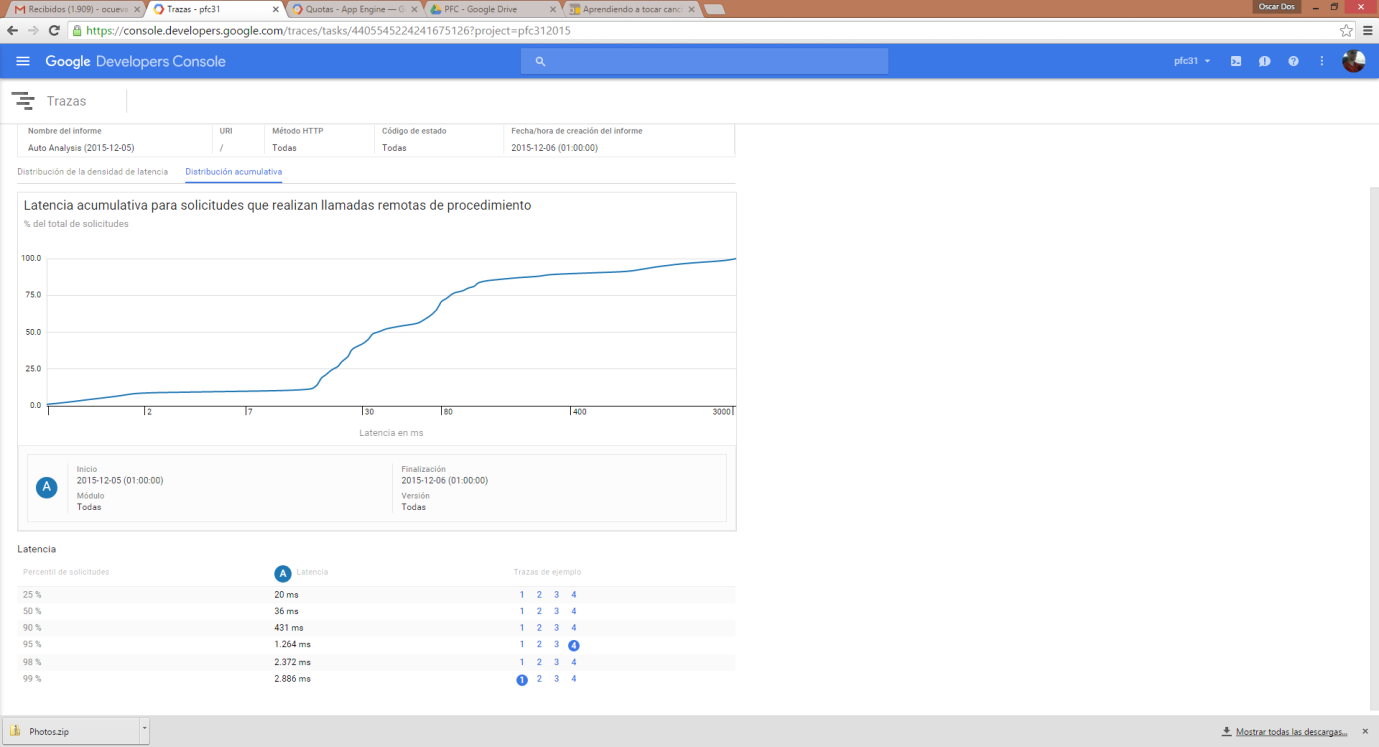 Oscar Dos
Recibidos (1.909) - ocueva
Trazas - pfc31
Quotas - App Engine — G
PFC - Google Drive
Aprendiendo a tocar canc
https://console.developers.google.com/traces/tasks/4405545224241675126?project=pfc312015
Google Developers Console
pfc31
Trazas
Nombre del informe URI Método HTTP Código de estado Fecha/hora de creación del informe
Auto Analysis (2015-12-05) / Todas Todas 2015-12-06 (01:00:00)
Distribución de la densidad de latencia Distribución acumulativa
Latencia acumulativa para solicitudes que realizan llamadas remotas de procedimiento
% del total de solicitudes
100.0
75.0
50.0
25.0
0.0
2 7 30 80 400 3000
Latencia en ms
A
Inicio Finalización
2015-12-05 (01:00:00) 2015-12-06 (01:00:00)
Módulo Versión
Todas Todas
Latencia
Percentil de solicitudes A Latencia Trazas de ejemplo
25 % 20 ms 1 2 3 4
50 % 36 ms 1 2 3 4
90 % 431 ms 1 2 3 4
95 % 1.264 ms 1 2 3 4
98 % 2.372 ms 1 2 3 4
99 % 2.886 ms 1 2 3 4
Photos.zip
Mostrar todas las descargas...